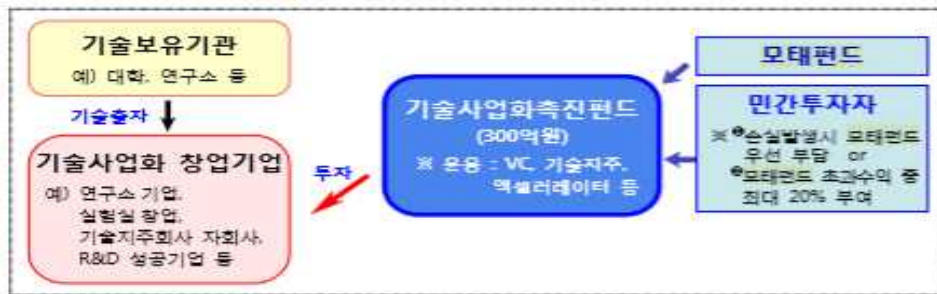 기술보유기관
예) 대학, 연구소 등
기술출자
기술사업화 창업기업
예) 연구소 기업,
실험실 창업,
기술지주회사 자회사,
R&D 성공기업 등
투자
기술사업화촉진펀드
(300억원)
※ 운용 : VC, 기술지주,
액셀러레이터 등
모태펀드
민간투자자
※ ❶손실발생시 모태펀드
우선 부담 or
❷모태펀드 초과수익 중
최대 20% 부여